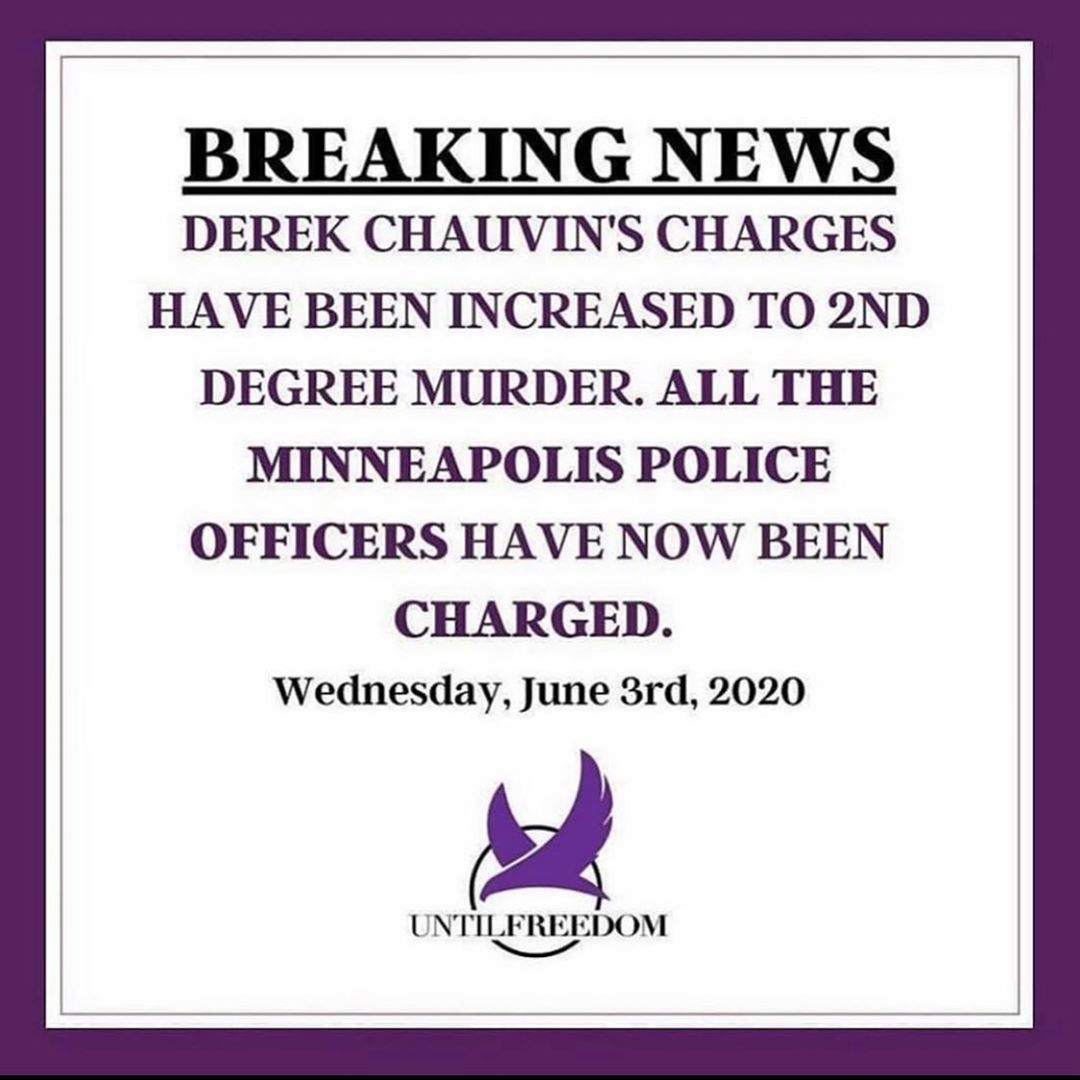 BREAKING NEWS
DEREK CHAUVIN'S CHARGES
HAVE BEEN INCREASED TO 2ND
DEGREE MURDER. ALL THE
MINNEAPOLIS POLICE
OFFICERS HAVE NOW BEEN
CHARGED.
Wednesday, June 3rd, 2020
UNTILFREEDOM